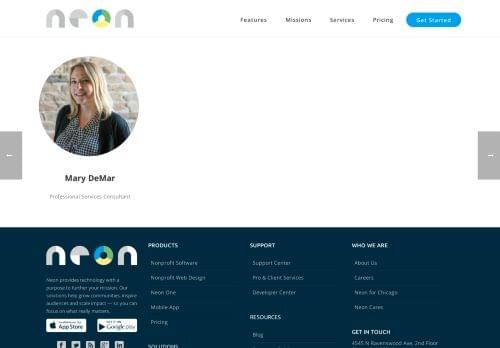 neon
Features Missions Services Pricing Get Started
←
→
Mary DeMar
Professional Services Consultant
neon
Neon provides technology with a
purpose to further your mission. Our
solutions help grow communities, inspire
audiences and scale impact — so you can
focus on what really matters.
App Store
Google play
PRODUCTS
Nonprofit Software
Nonprofit Web Design
Neon One
Mobile App
Pricing
SOLUTIONS
SUPPORT
Support Center
Pro & Client Services
Developer Center
RESOURCES
Blog
WHO WE ARE
About Us
Careers
Neon for Chicago
Neon Cares
GET IN TOUCH
4545 N Ravenswood Ave, 2nd Floor